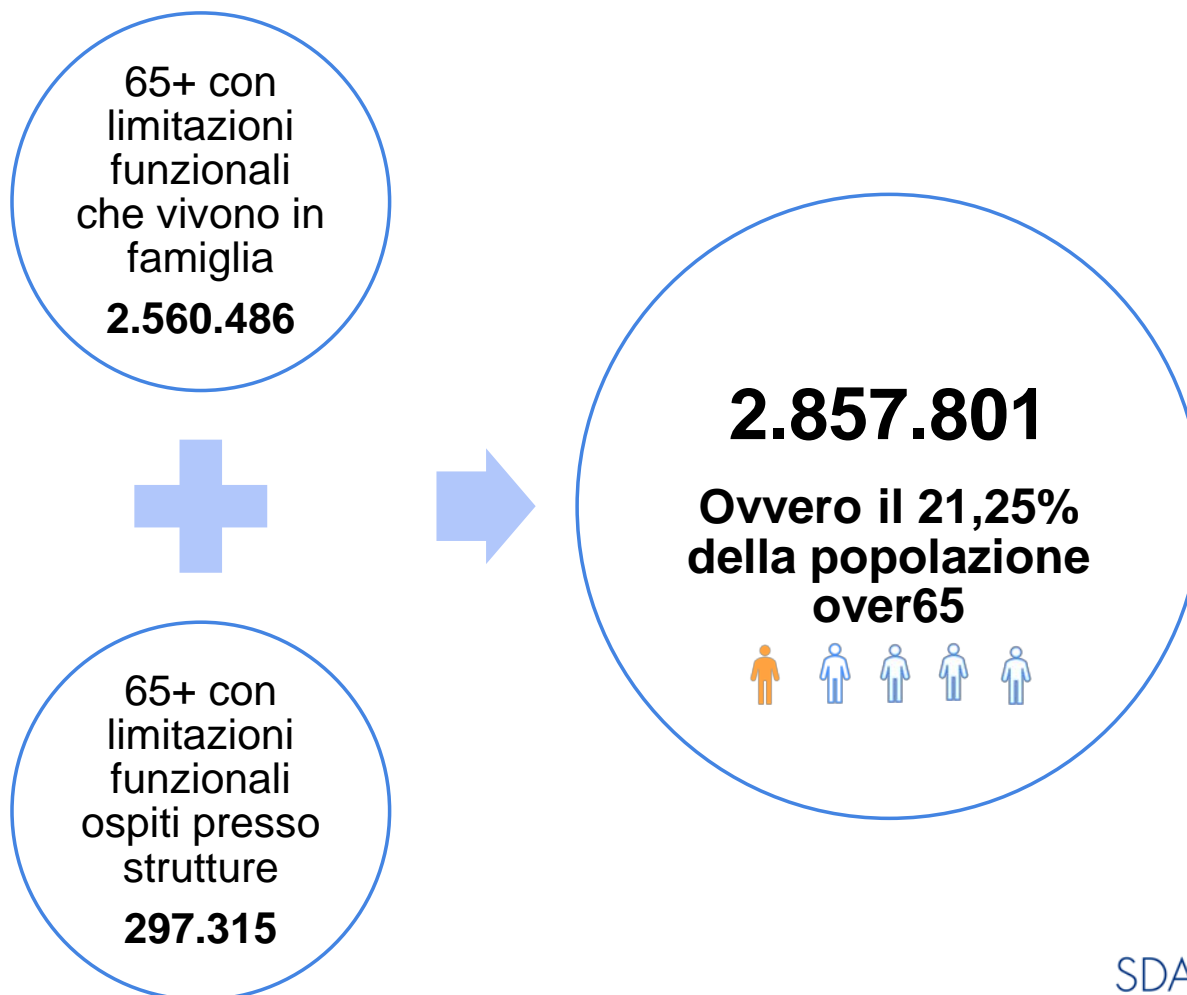 65+ con
limitazioni
funzionali
che vivono in
famiglia
2.560.486
65+ con
limitazioni
funzionali
ospiti presso
strutture
297.315
2.857.801
Ovvero il 21,25%
della popolazione
over65
SDA